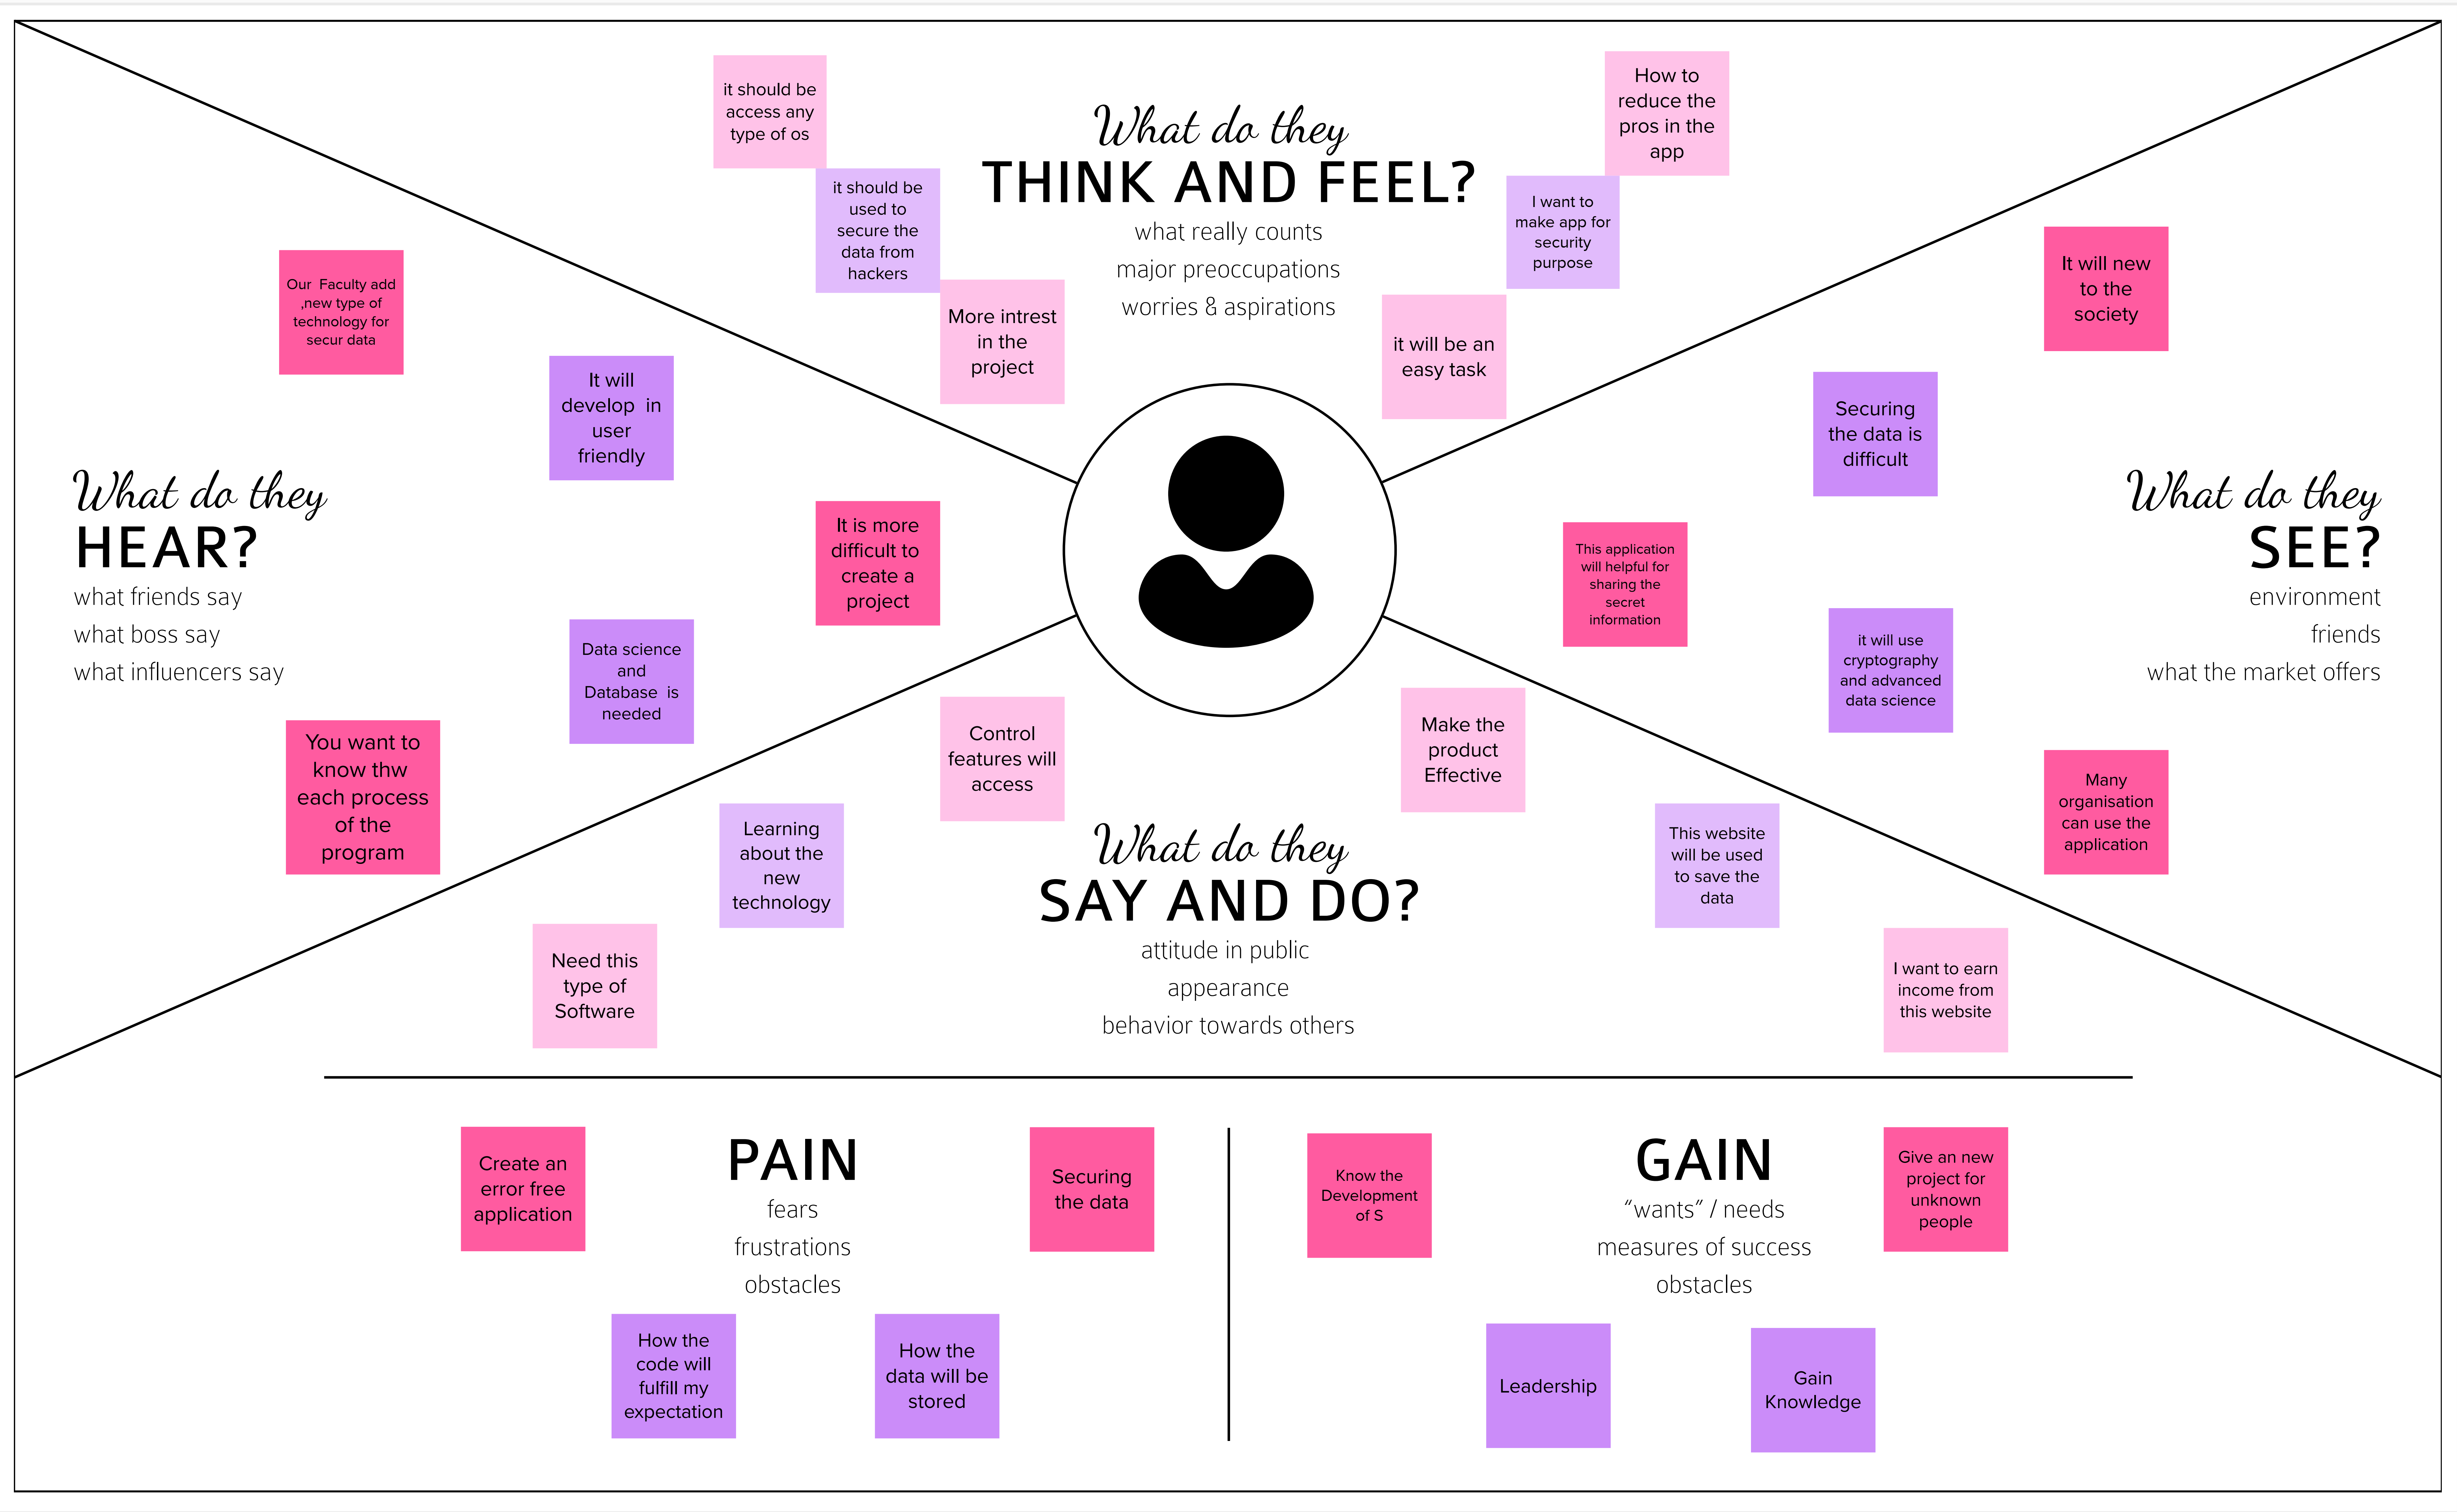 it should be
access any
type of os
it should be
used to
secure the
data from
hackers
More intrest
in the
project
What do they
THINK AND FEEL?
what really counts
major preoccupations
worries & aspirations
How to
reduce the
pros in the
app
I want to
make app for
security
purpose
it will be an
easy task
Our Faculty add
,new type of
technology for
secur data
It will
develop in
user
friendly
It is more
difficult to
create a
project
What do they
HEAR?
what friends say
what boss say
what influencers say
Data science
and
Database is
needed
You want to
know thw
each process
of the
program
It will new
to the
society
Securing
the data is
difficult
This application
will helpful for
sharing the
secret
information
What do they
SEE?
environment
friends
what the market offers
it will use
cryptography
and advanced
data science
Many
organisation
can use the
application
Control
features will
access
Learning
about the
new
technology
Need this
type of
Software
What do they
SAY AND DO?
attitude in public
appearance
behavior towards others
Make the
product
Effective
This website
will be used
to save the
data
I want to earn
income from
this website
Create an
error free
application
PAIN
fears
frustrations
obstacles
Securing
the data
How the
code will
fulfill my
expectation
How the
data will be
stored
Know the
Development
of S
GAIN
“wants” / needs
measures of success
obstacles
Give an new
project for
unknown
people
Leadership
Gain
Knowledge